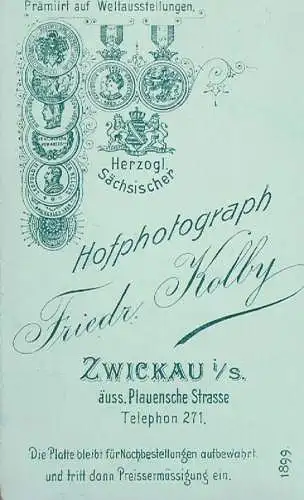 Prämiirt auf Weltausstellungen.
Herzogl.
Sächsischer
Hofphotograph
Friedr. Kolby
ZWICKAU i/S.
äuss. Plauensche Strasse
Telephon 271.
Die Platte bleibt für Nachbestellungen aufbewahrt
und tritt dann Preisermässigung ein.
1899.